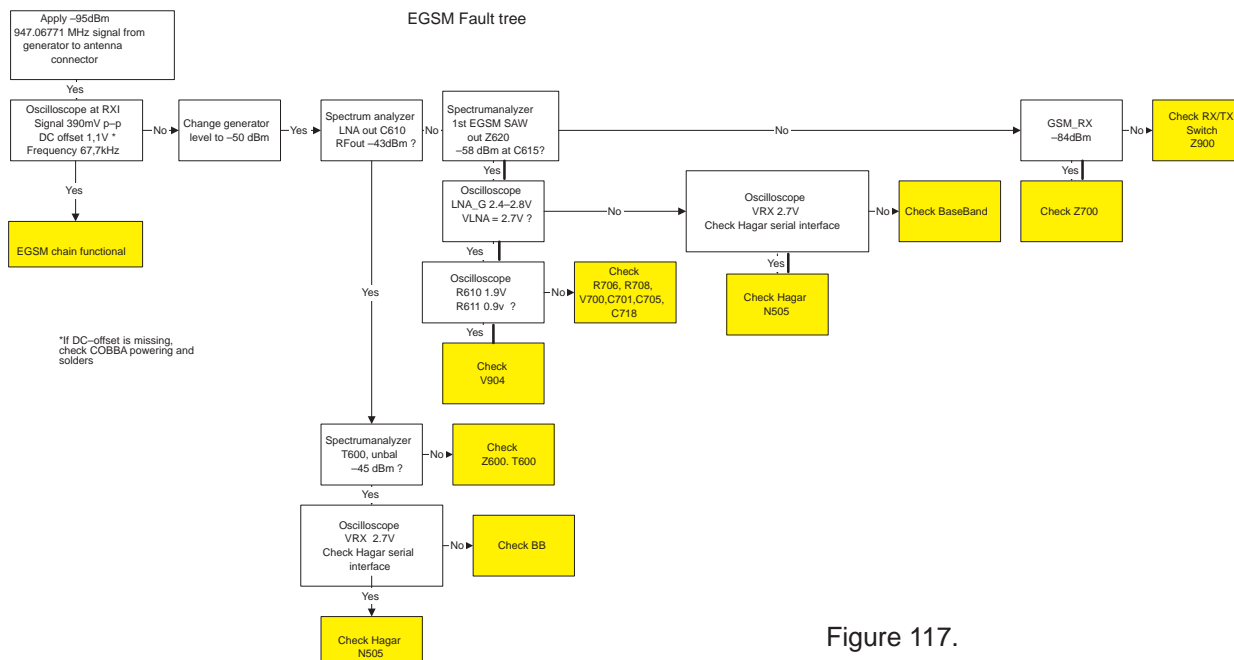 EGSM Fault tree
Apply –95dBm
947.06771 MHz signal from
generator to antenna
connector
Yes
Oscilloscope at RXI
Signal 390mV p–p
DC offset 1,1V *
Frequency 67,7kHz
No
Change generator
level to –50 dBm
Yes
Spectrum analyzer
LNA out C610
RFout –43dBm ?
No
Spectrumanalyzer
1st EGSM SAW
out Z620
–58 dBm at C615?
No
GSM_RX
–84dBm
No
Check RX/TX
Switch
Z900
Yes
EGSM chain functional
Yes
Oscilloscope
LNA_G 2.4–2.8V
VLNA = 2.7V ?
No
Oscilloscope
VRX 2.7V
Check Hagar serial interface
No
Check BaseBand
Yes
Check Z700
Yes
Oscilloscope
R610 1.9V
R611 0.9v ?
No
Check
R706, R708,
V700,C701,C705,
C718
Yes
Check Hagar
N505
Yes
Check
V904
*If DC–offset is missing,
check COBBA powering and
solders
Yes
Spectrumanalyzer
T600, unbal
–45 dBm ?
No
Check
Z600. T600
Yes
Oscilloscope
VRX 2.7V
Check Hagar serial
interface
No
Check BB
Yes
Check Hagar
N505
Figure 117.